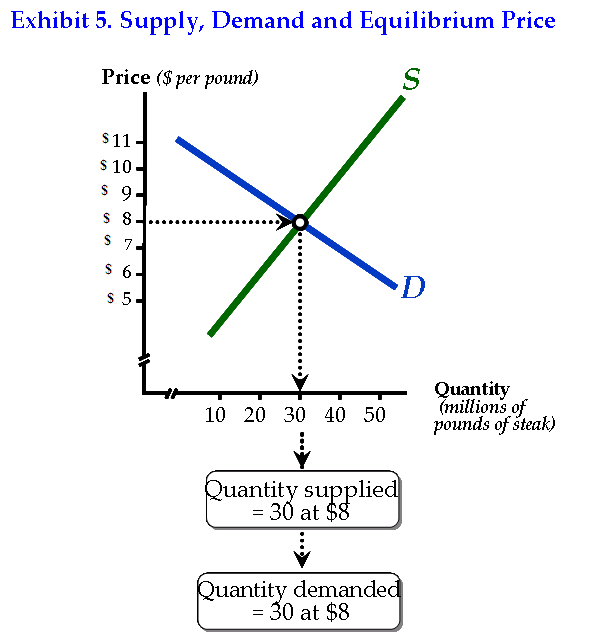 Exhibit 5. Supply, Demand and Equilibrium Price
Price ($ per pound)
S
$ 11
$ 10
$ 9
$ 8
$ 7
$ 6
$ 5
D
10 20 30 40 50
Quantity
(millions of
pounds of steak)
Quantity supplied
= 30 at $8
Quantity demanded
= 30 at $8